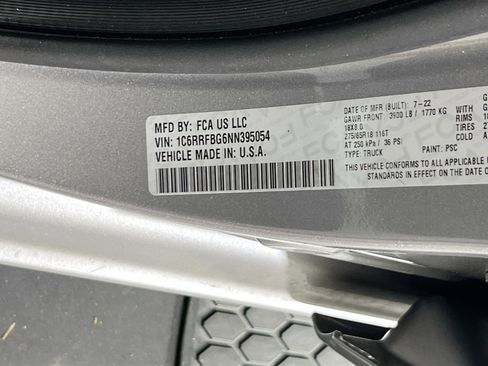 MFD BY: FCA US LLC
VIN: 1C6RRFBG6NN395054
VEHICLE MADE IN: U.S.A.
DATE OF MFR (BUILT): 7-22
GAWR FRONT: 3900 LB / 1770 KG
18X8.0
275/65R18 116T
AT 250 kPa / 36 PSI
TYPE: TRUCK PAINT: PSC
THIS VEHICLE CONFORMS TO ALL APPLICABLE
STANDARDS IN EFFECT ON THE DATE O
RIMS
TIRES
COLD